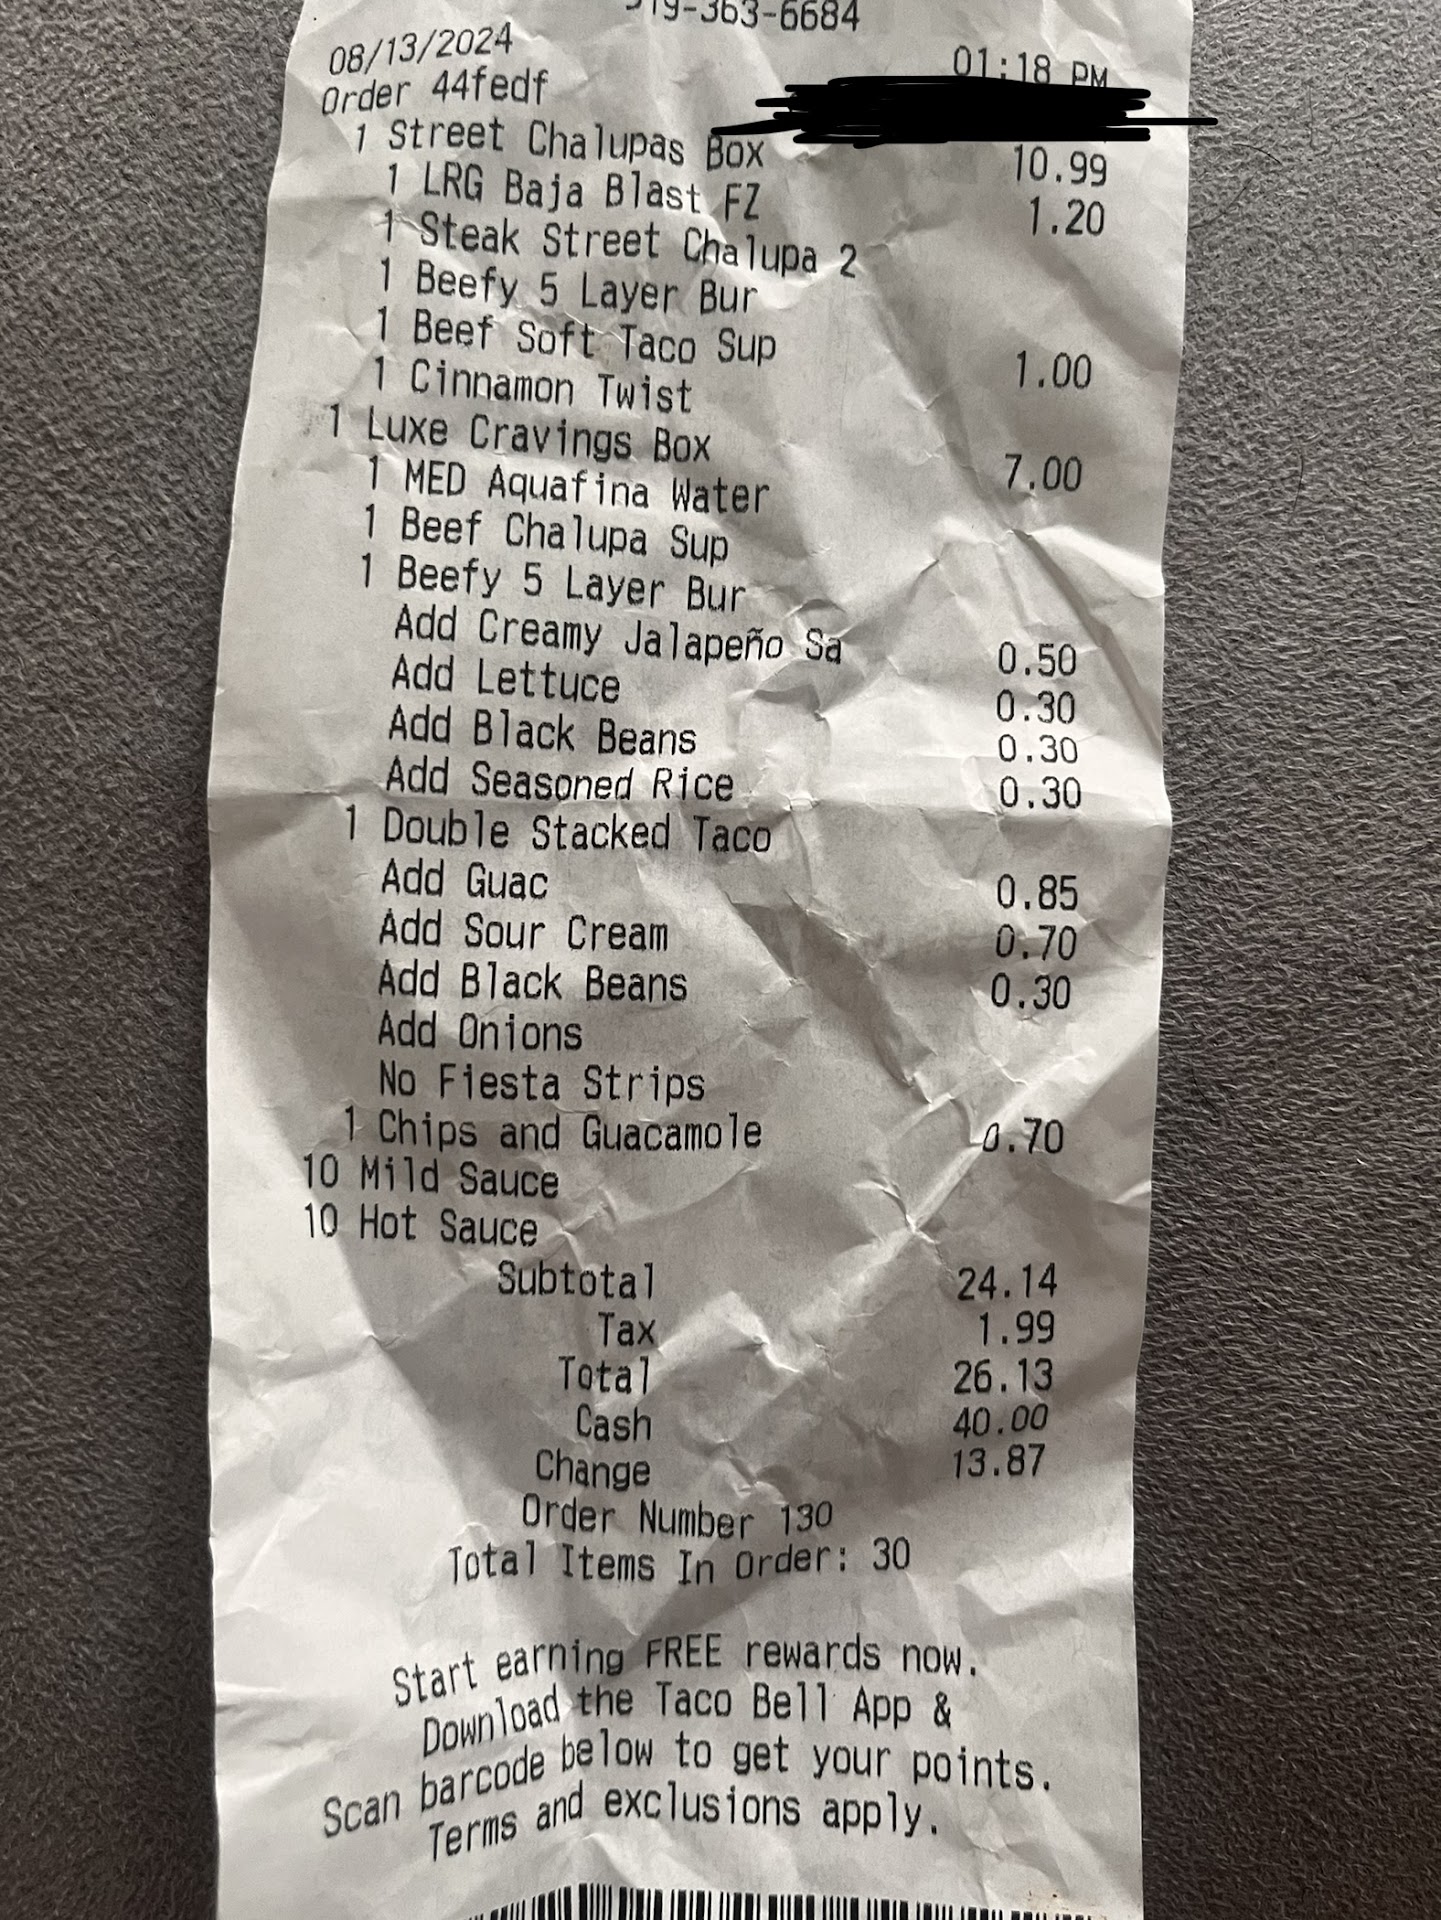 919-363-6684
08/13/2024 01:18 PM
Order 44fedf
1 Street Chalupas Box 10.99
1 LRG Baja Blast FZ 1.20
1 Steak Street Chalupa 2
1 Beefy 5 Layer Bur
1 Beef Soft Taco Sup 1.00
1 Cinnamon Twist
1 Luxe Cravings Box 7.00
1 MED Aquafina Water
1 Beef Chalupa Sup
1 Beefy 5 Layer Bur
Add Creamy Jalapeño Sa 0.50
Add Lettuce 0.30
Add Black Beans 0.30
Add Seasoned Rice 0.30
1 Double Stacked Taco
Add Guac 0.85
Add Sour Cream 0.70
Add Black Beans 0.30
Add Onions
No Fiesta Strips
1 Chips and Guacamole 0.70
10 Mild Sauce
10 Hot Sauce
Subtotal 24.14
Tax 1.99
Total 26.13
Cash 40.00
Change 13.87
Order Number 130
Total Items In Order: 30
Start earning FREE rewards now.
Download the Taco Bell App &
Scan barcode below to get your points.
Terms and exclusions apply.